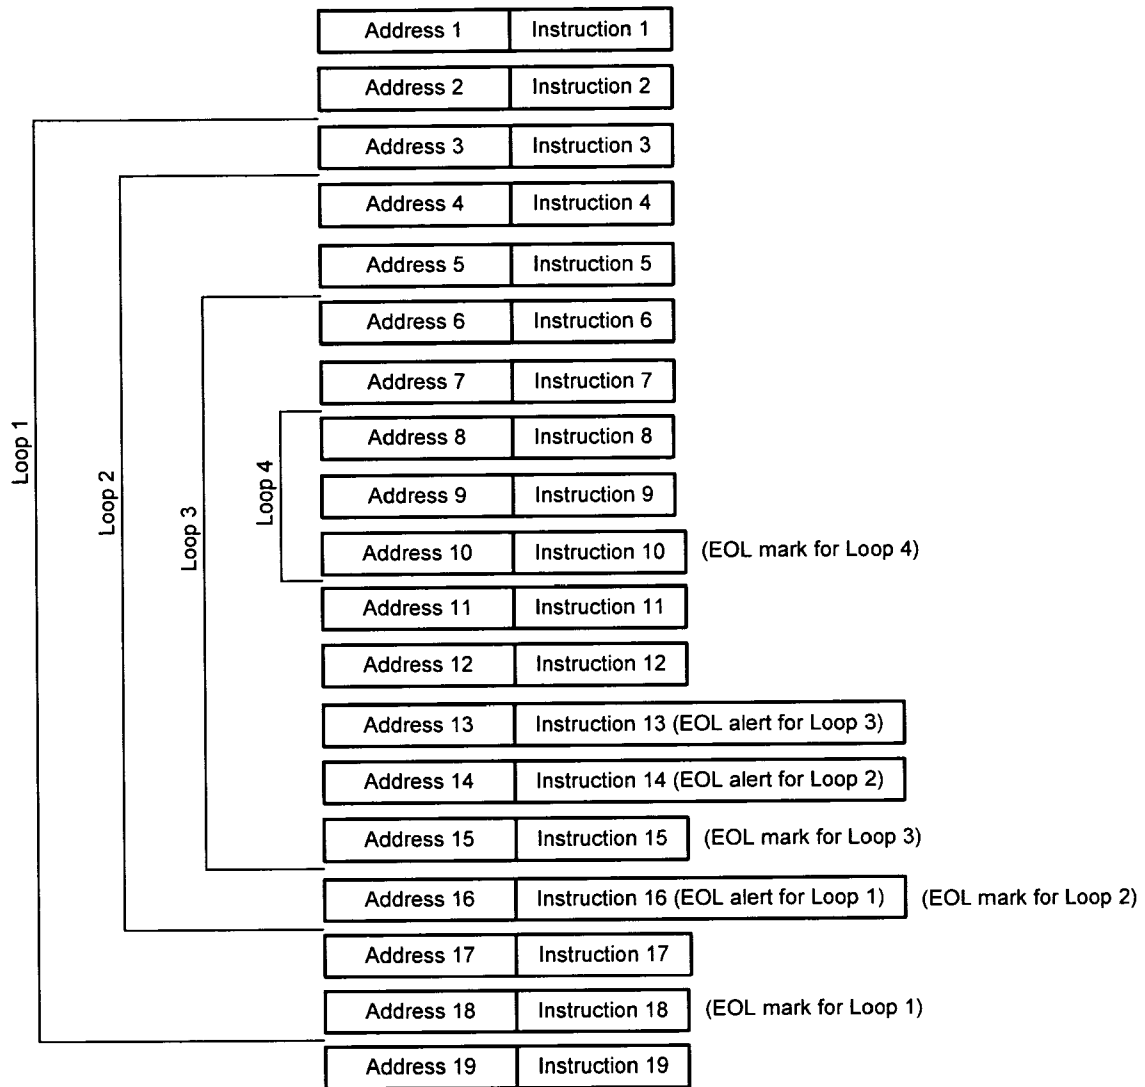 Address 1 Instruction 1
Address 2 Instruction 2
Address 3 Instruction 3
Address 4 Instruction 4
Address 5 Instruction 5
Address 6 Instruction 6
Address 7 Instruction 7
Address 8 Instruction 8
Address 9 Instruction 9
Address 10 Instruction 10 (EOL mark for Loop 4)
Address 11 Instruction 11
Address 12 Instruction 12
Address 13 Instruction 13 (EOL alert for Loop 3)
Address 14 Instruction 14 (EOL alert for Loop 2)
Address 15 Instruction 15 (EOL mark for Loop 3)
Address 16 Instruction 16 (EOL alert for Loop 1) (EOL mark for Loop 2)
Address 17 Instruction 17
Address 18 Instruction 18 (EOL mark for Loop 1)
Address 19 Instruction 19
Loop 1
Loop 2
Loop 3
Loop 4